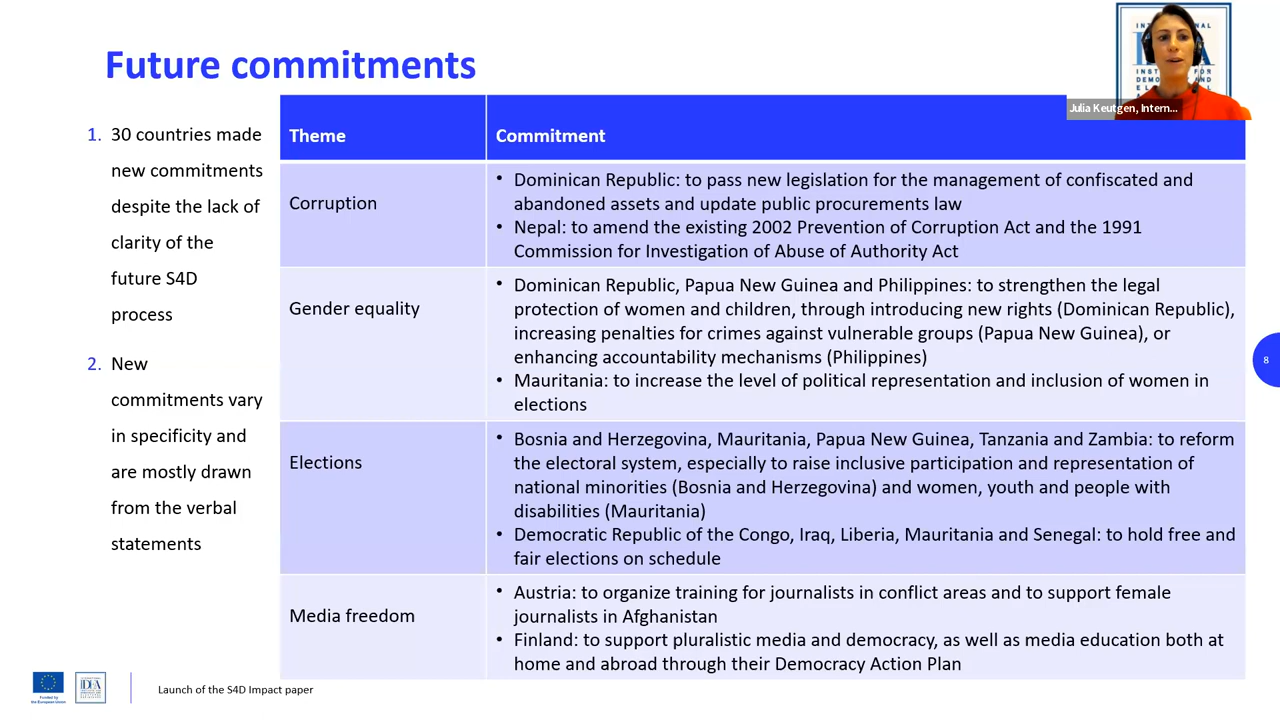 Future commitments
1. 30 countries made
new commitments
despite the lack of
clarity of the
future S4D
process
2. New
commitments vary
in specificity and
are mostly drawn
from the verbal
statements
Theme
Commitment
Corruption
• Dominican Republic: to pass new legislation for the management of confiscated and
abandoned assets and update public procurements law
• Nepal: to amend the existing 2002 Prevention of Corruption Act and the 1991
Commission for Investigation of Abuse of Authority Act
Gender equality
• Dominican Republic, Papua New Guinea and Philippines: to strengthen the legal
protection of women and children, through introducing new rights (Dominican Republic),
increasing penalties for crimes against vulnerable groups (Papua New Guinea), or
enhancing accountability mechanisms (Philippines)
• Mauritania: to increase the level of political representation and inclusion of women in
elections
Elections
• Bosnia and Herzegovina, Mauritania, Papua New Guinea, Tanzania and Zambia: to reform
the electoral system, especially to raise inclusive participation and representation of
national minorities (Bosnia and Herzegovina) and women, youth and people with
disabilities (Mauritania)
• Democratic Republic of the Congo, Iraq, Liberia, Mauritania and Senegal: to hold free and
fair elections on schedule
Media freedom
• Austria: to organize training for journalists in conflict areas and to support female
journalists in Afghanistan
• Finland: to support pluralistic media and democracy, as well as media education both at
home and abroad through their Democracy Action Plan
Julia Keutgen, Intern...
8
Funded by
the European Union
IDEA
Launch of the S4D Impact paper